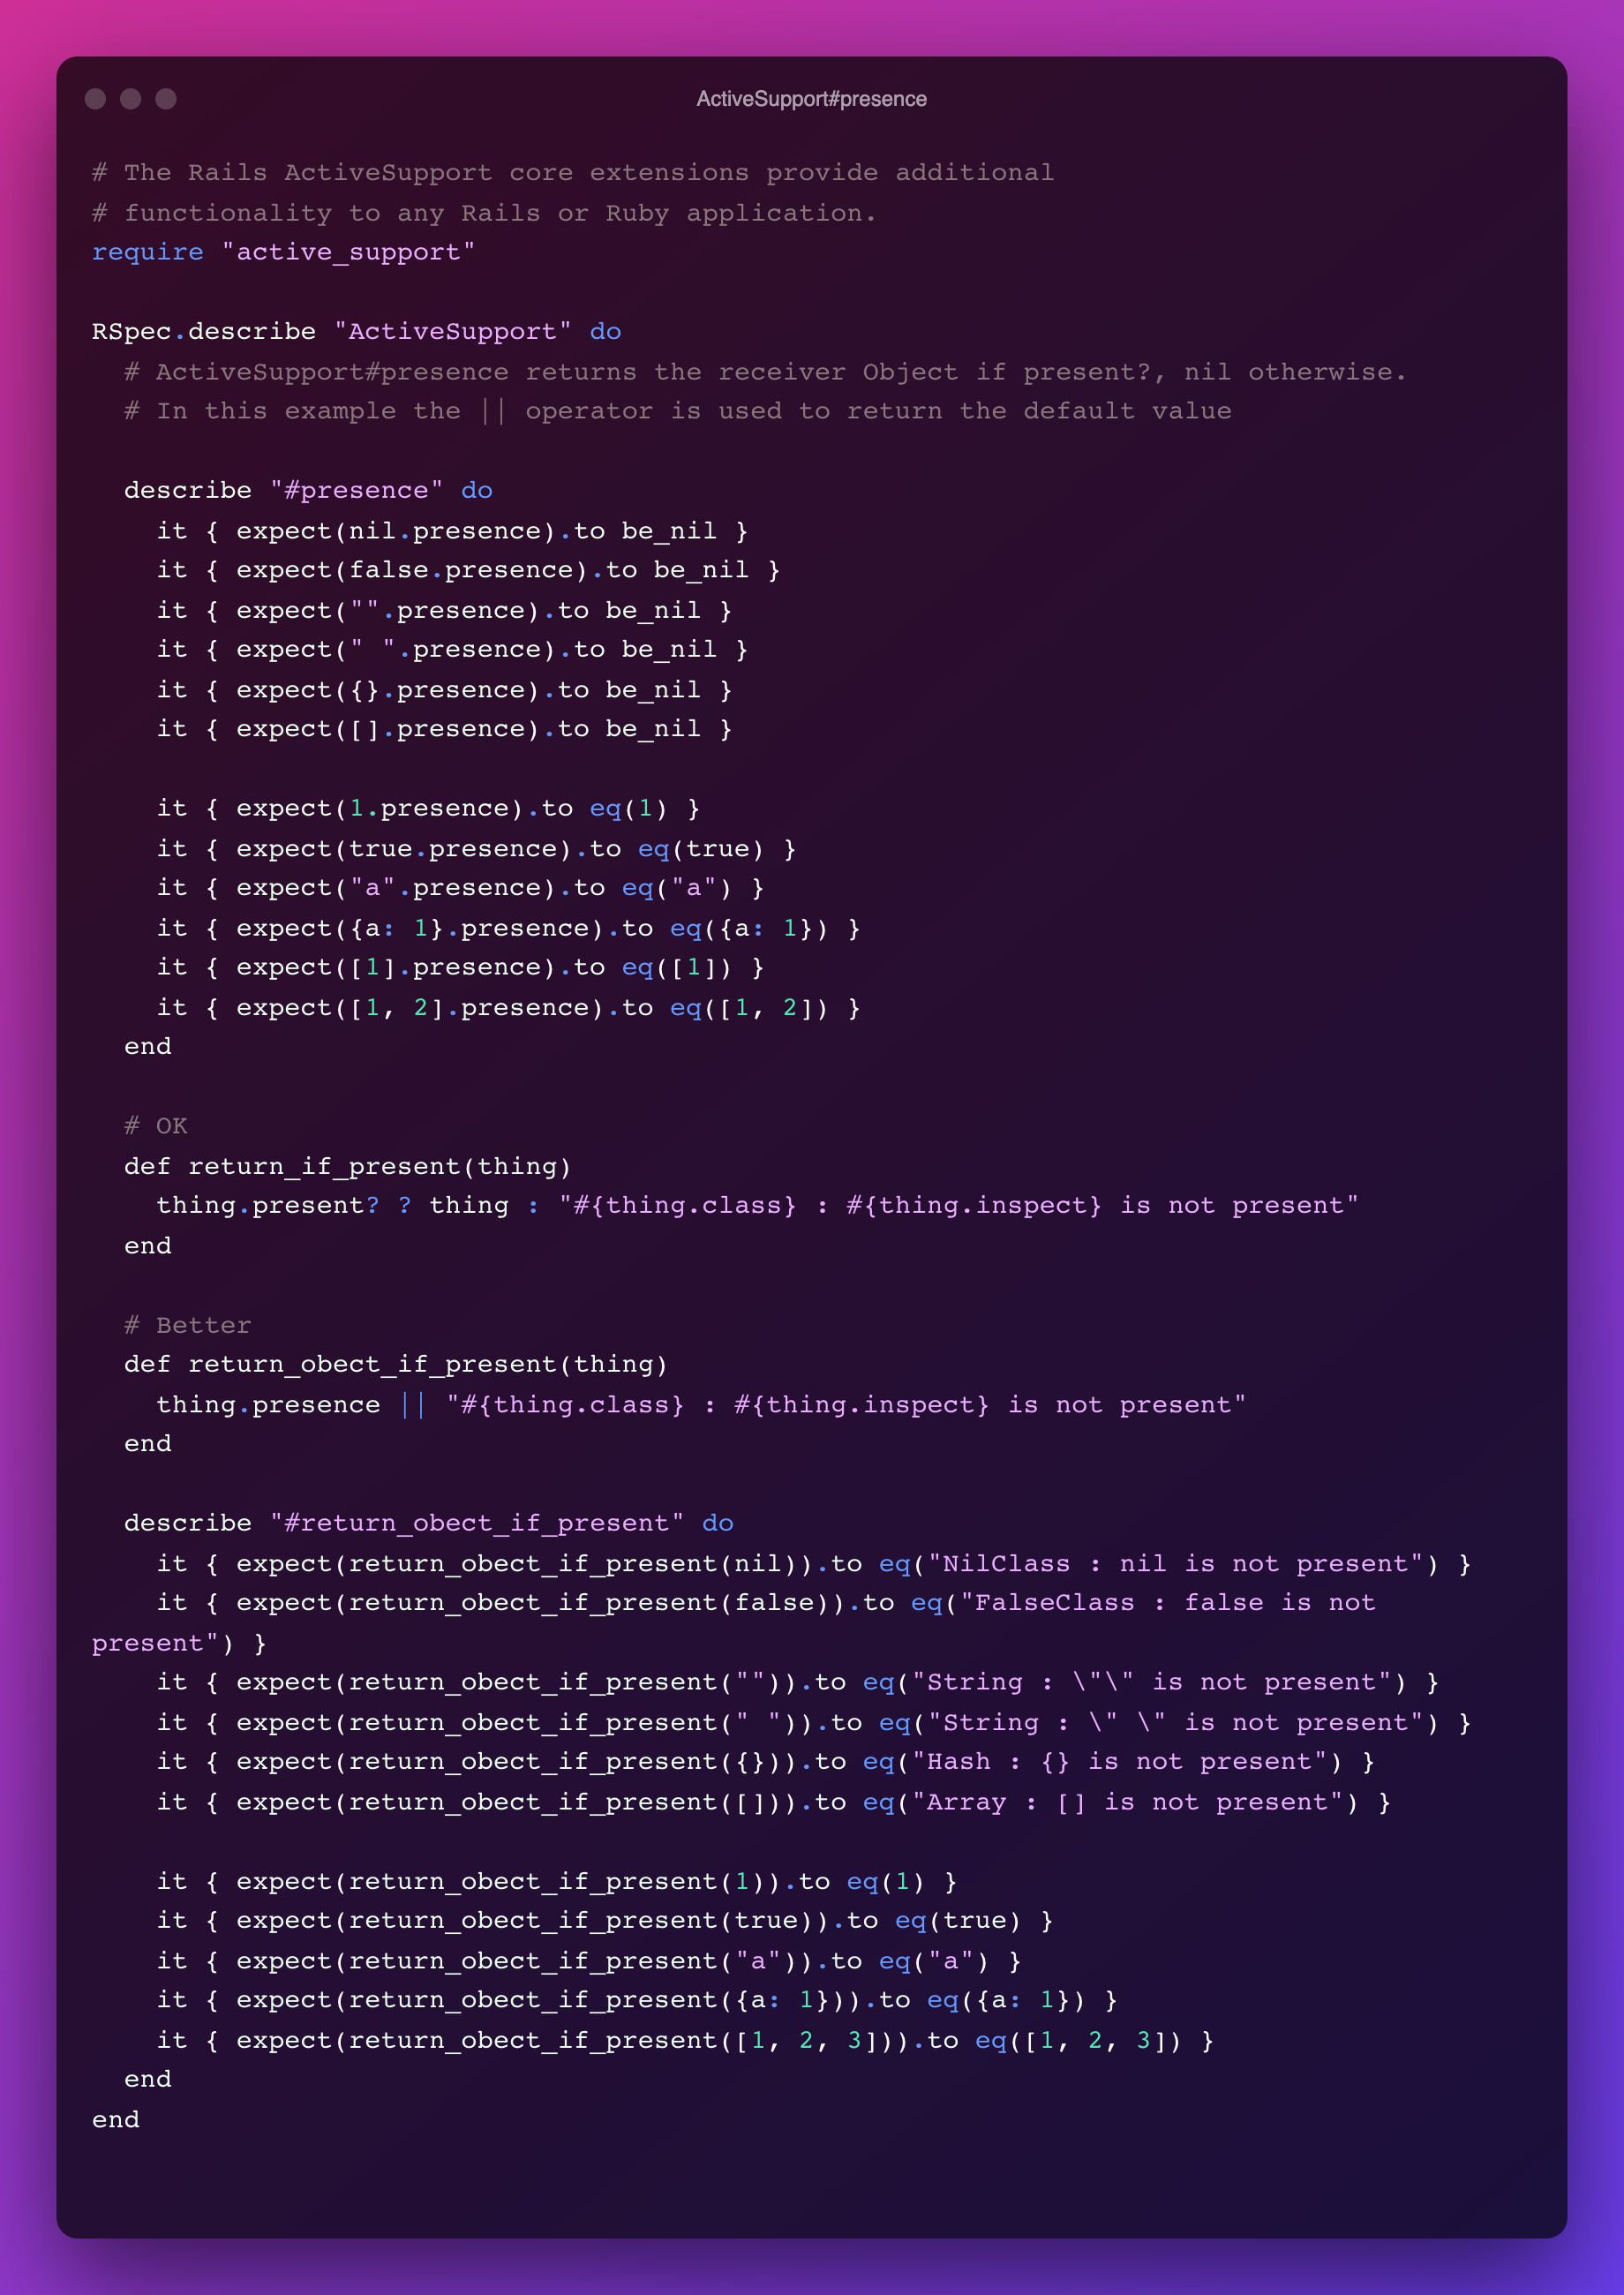 ActiveSupport#presence
# The Rails ActiveSupport core extensions provide additional
# functionality to any Rails or Ruby application.
require "active_support"
RSpec.describe "ActiveSupport" do
# ActiveSupport#presence returns the receiver Object if present?, nil otherwise.
# In this example the || operator is used to return the default value
describe "#presence" do
it { expect(nil.presence).to be_nil }
it { expect(false.presence).to be_nil }
it { expect("".presence).to be_nil }
it { expect(" ".presence).to be_nil }
it { expect({}.presence).to be_nil }
it { expect([].presence).to be_nil }
it { expect(1.presence).to eq(1) }
it { expect(true.presence).to eq(true) }
it { expect("a".presence).to eq("a") }
it { expect({a: 1}.presence).to eq({a: 1}) }
it { expect([1].presence).to eq([1]) }
it { expect([1, 2].presence).to eq([1, 2]) }
end
# OK
def return_if_present(thing)
thing.present? ? thing : "#{thing.class} : #{thing.inspect} is not present"
end
# Better
def return_obect_if_present(thing)
thing.presence || "#{thing.class} : #{thing.inspect} is not present"
end
describe "#return_obect_if_present" do
it { expect(return_obect_if_present(nil)).to eq("NilClass : nil is not present") }
it { expect(return_obect_if_present(false)).to eq("FalseClass : false is not
present") }
it { expect(return_obect_if_present("")).to eq("String : \"\" is not present") }
it { expect(return_obect_if_present(" ")).to eq("String : \" \" is not present") }
it { expect(return_obect_if_present({})).to eq("Hash : {} is not present") }
it { expect(return_obect_if_present([])).to eq("Array : [] is not present") }
it { expect(return_obect_if_present(1)).to eq(1) }
it { expect(return_obect_if_present(true)).to eq(true) }
it { expect(return_obect_if_present("a")).to eq("a") }
it { expect(return_obect_if_present({a: 1})).to eq({a: 1}) }
it { expect(return_obect_if_present([1, 2, 3])).to eq([1, 2, 3]) }
end
end